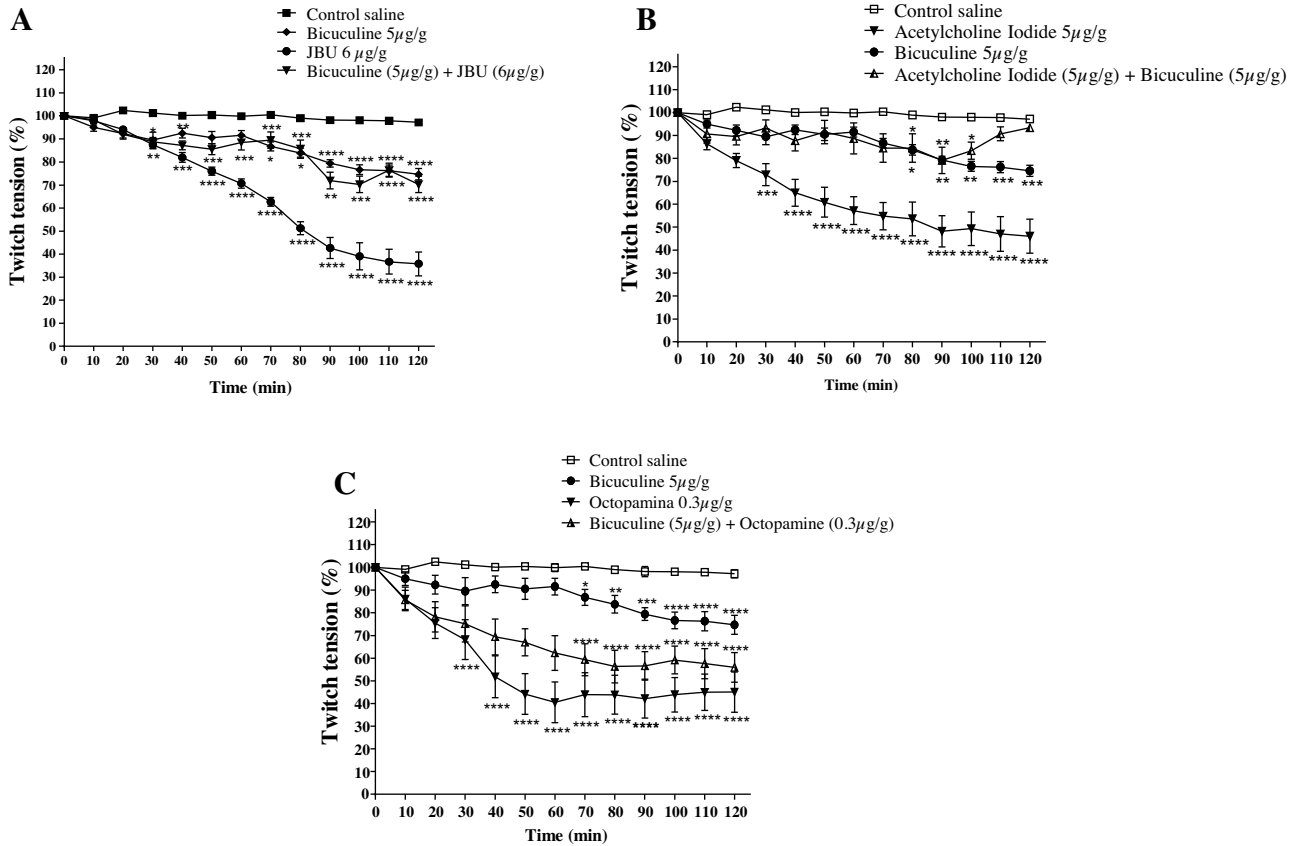 A
Control saline
Bicuculine 5µg/g
JBU 6 µg/g
Bicuculine (5µg/g) + JBU (6µg/g)
Twitch tension (%)
120
110
100
90
80
70
60
50
40
30
20
10
0
0 10 20 30 40 50 60 70 80 90 100 110 120
Time (min)
* ** *** *** **** **** **** ****
** *** *** *** * * ** *** **** ****
**** **** **** **** **** **** **** ****
B
Control saline
Acetylcholine Iodide 5µg/g
Bicuculine 5µg/g
Acetylcholine Iodide (5µg/g) + Bicuculine (5µg/g)
Twitch tension (%)
120
110
100
90
80
70
60
50
40
30
20
10
0
0 10 20 30 40 50 60 70 80 90 100 110 120
Time (min)
* ** *
* ** ** *** ***
*** **** **** **** **** **** **** **** **** ****
C
Control saline
Bicuculine 5µg/g
Octopamina 0.3µg/g
Bicuculine (5µg/g) + Octopamine (0.3µg/g)
Twitch tension (%)
120
110
100
90
80
70
60
50
40
30
20
10
0
0 10 20 30 40 50 60 70 80 90 100 110 120
Time (min)
* ** *** **** **** ****
**** **** **** **** **** ****
**** **** **** **** **** **** **** **** **** ****